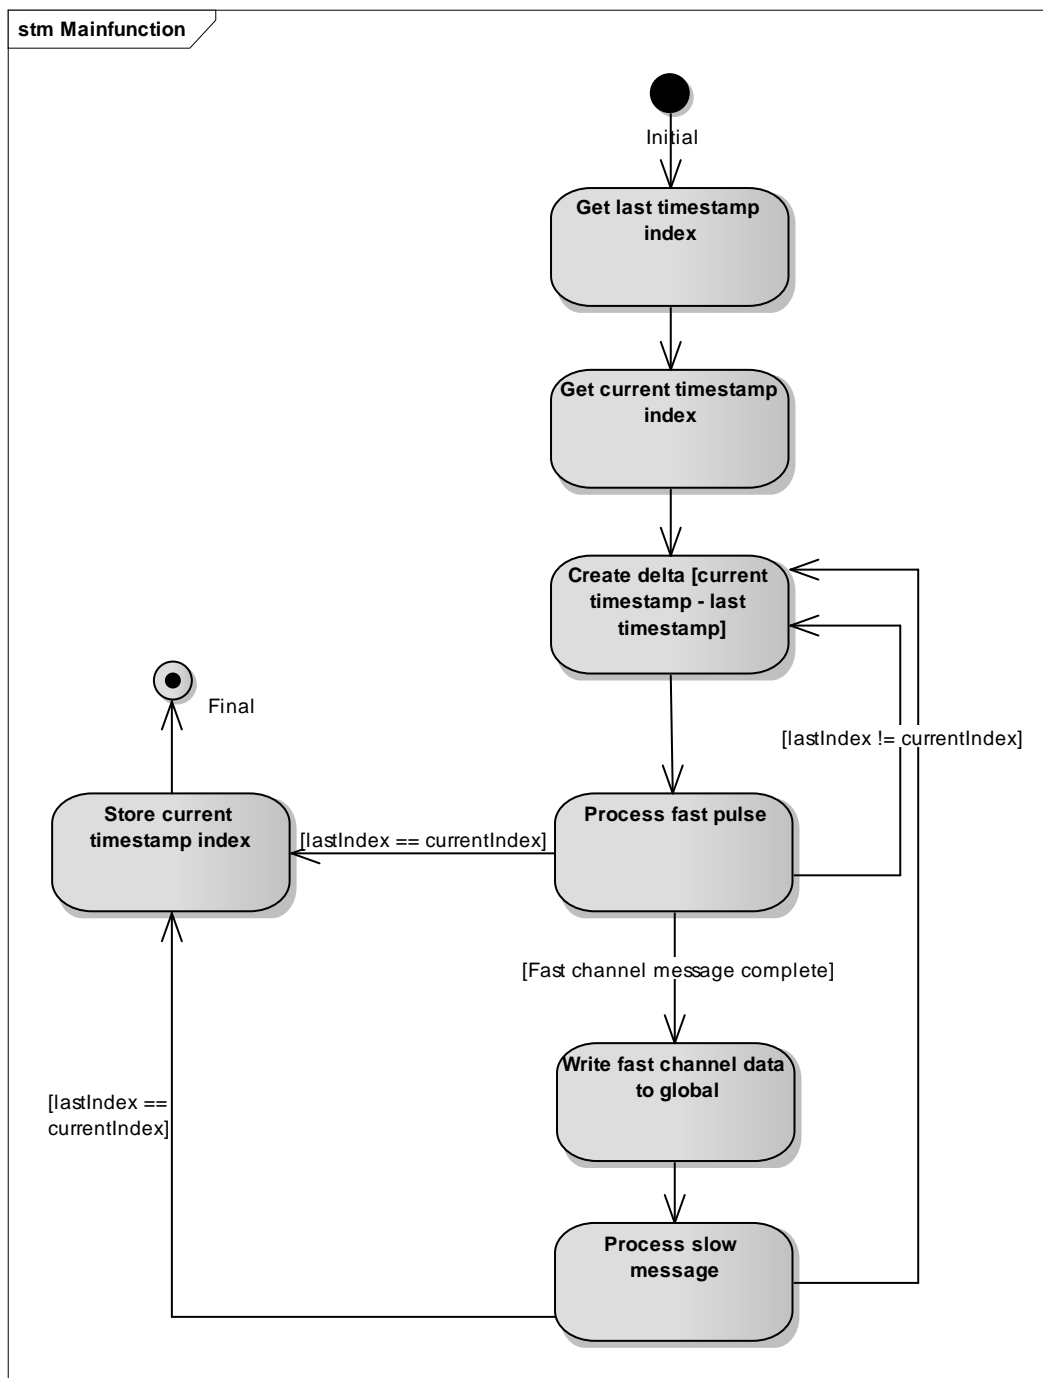 stm Mainfunction
Initial
Get last timestamp
index
Get current timestamp
index
Create delta [current
timestamp - last
timestamp]
Final
[lastIndex != currentIndex]
Store current
timestamp index
[lastIndex == currentIndex]
Process fast pulse
[Fast channel message complete]
Write fast channel data
to global
[lastIndex ==
currentIndex]
Process slow
message